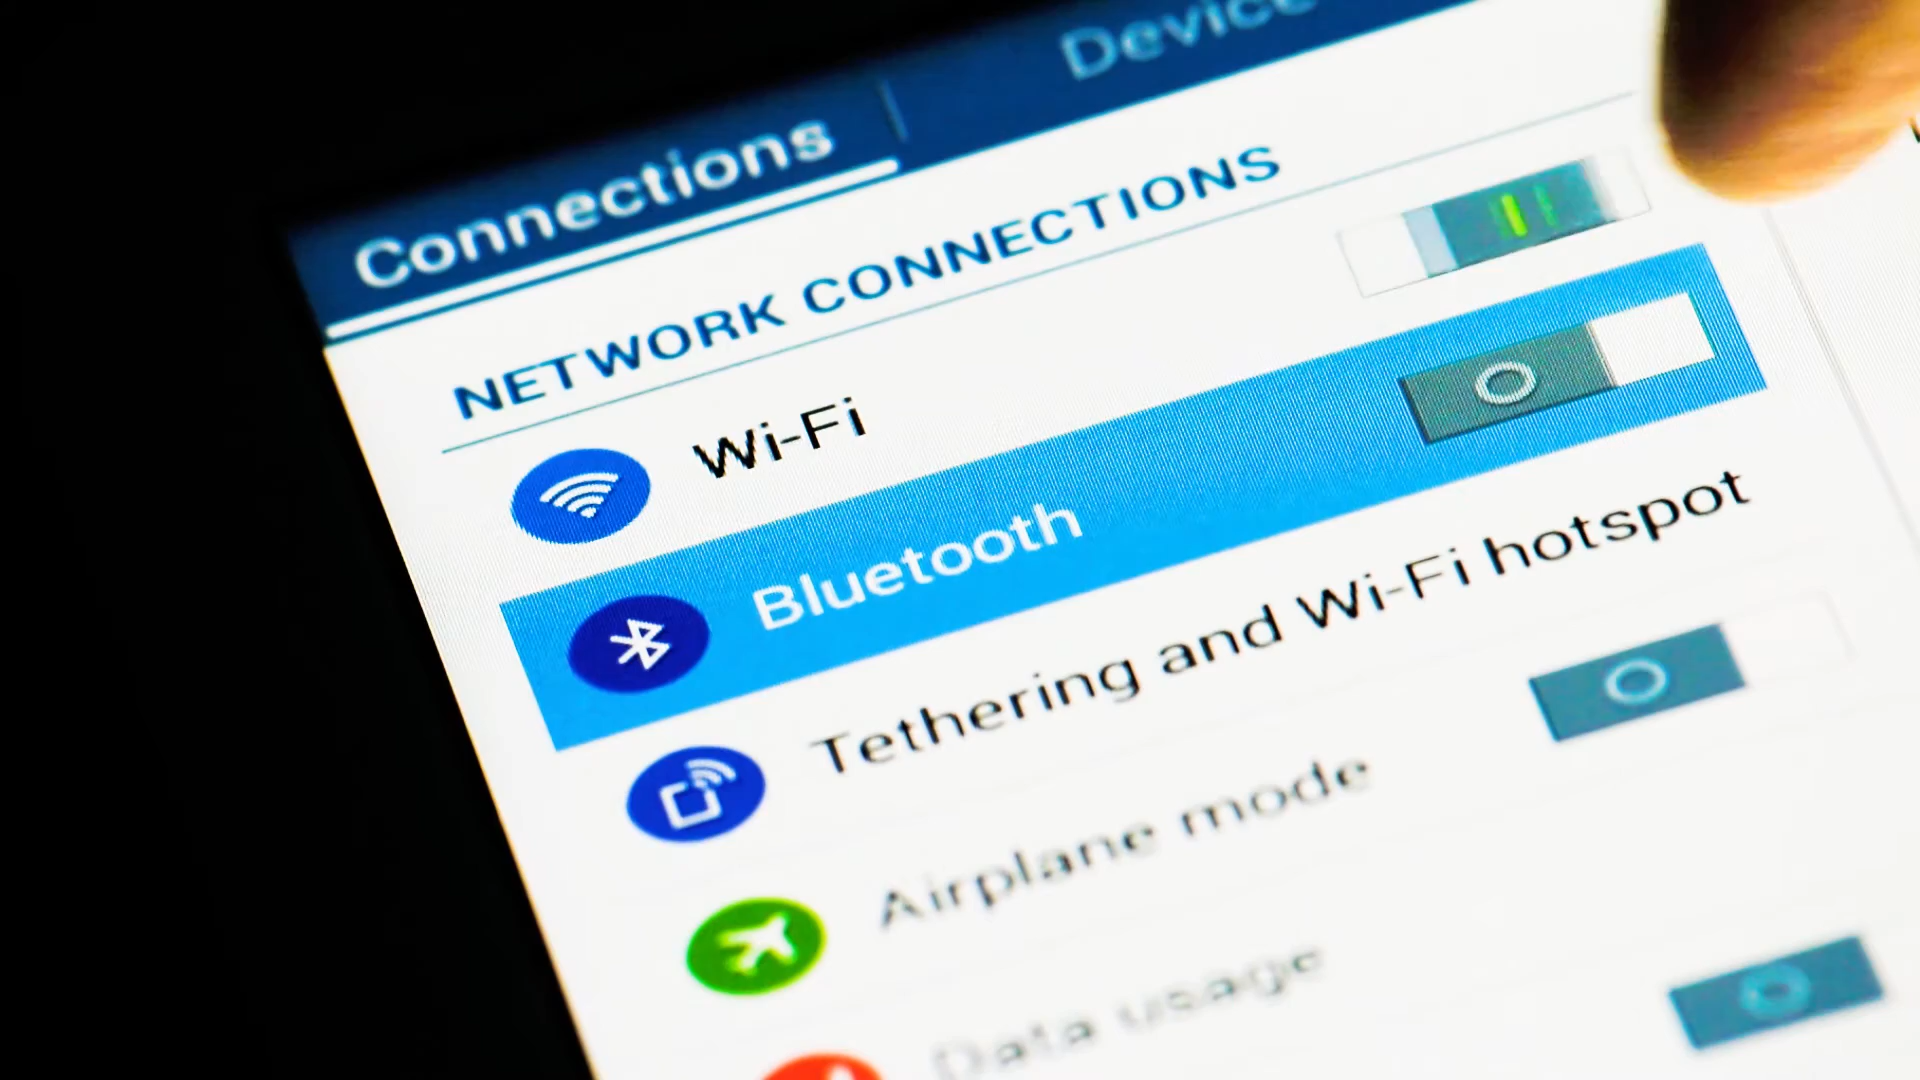 Connections
Device
NETWORK CONNECTIONS
Wi-Fi
Bluetooth
Tethering and Wi-Fi hotspot
Airplane mode
Data usage